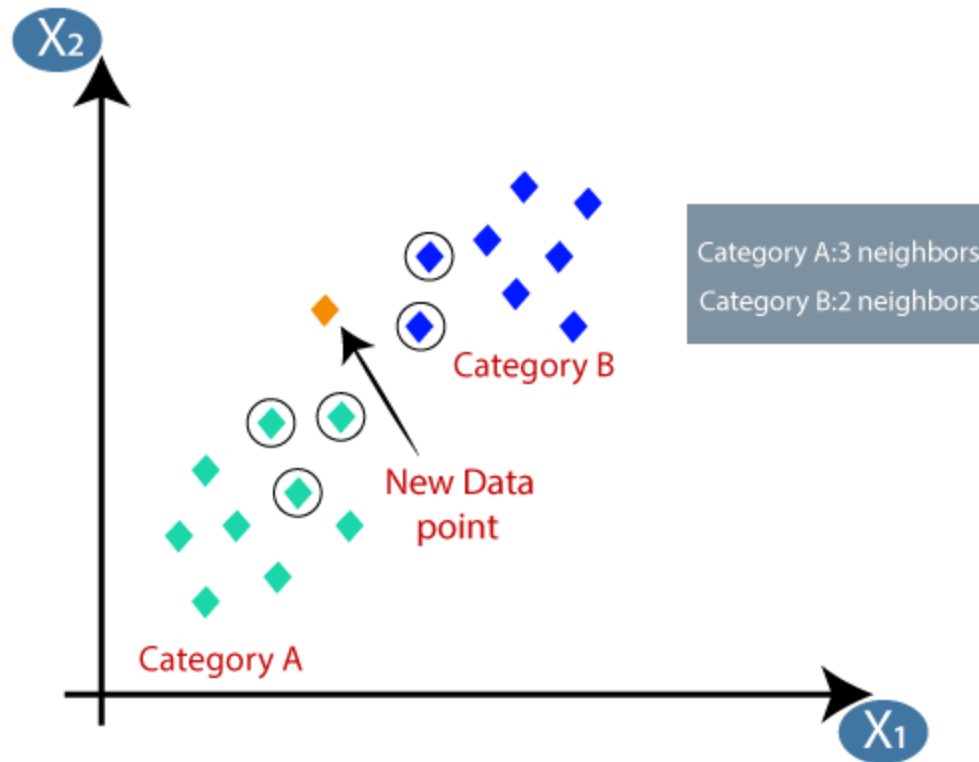 X₂
Category A:3 neighbors
Category B:2 neighbors
Category B
New Data
point
Category A
X₁